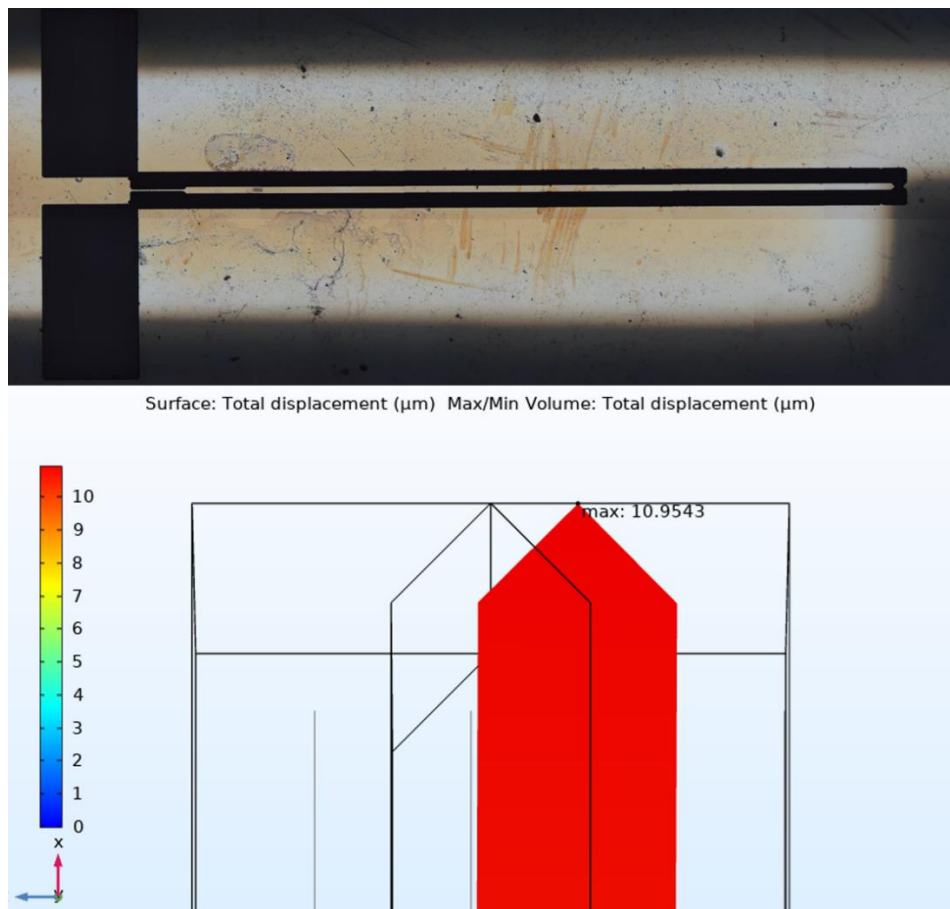 Surface: Total displacement (μm)  Max/Min Volume: Total displacement (μm)
max: 10.9543
10
9
8
7
6
5
4
3
2
1
0
x
y